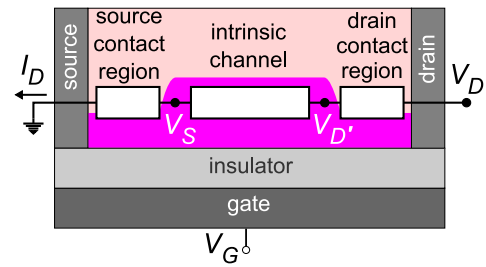 source
contact
region
intrinsic
channel
drain
contact
region
I_D
source
drain
V_D
V_S
V_D'
insulator
gate
V_G